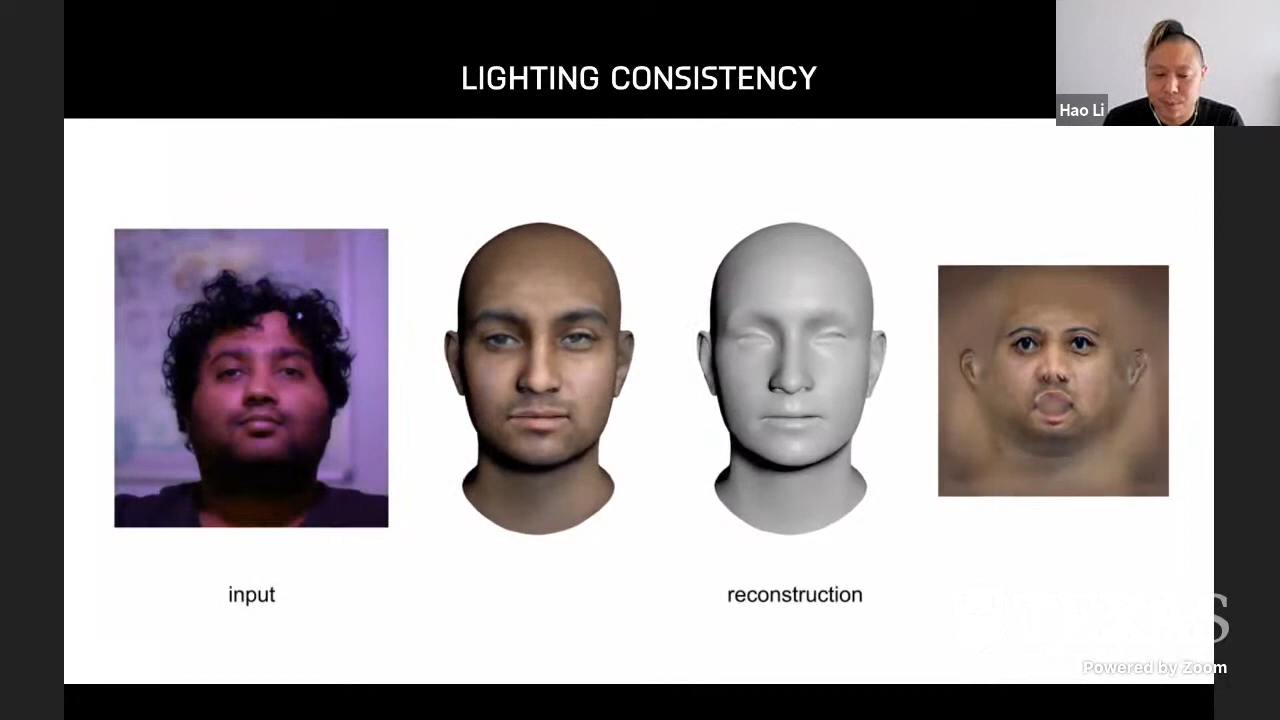 LIGHTING CONSISTENCY
Hao Li
input
reconstruction
Powered by Zoom